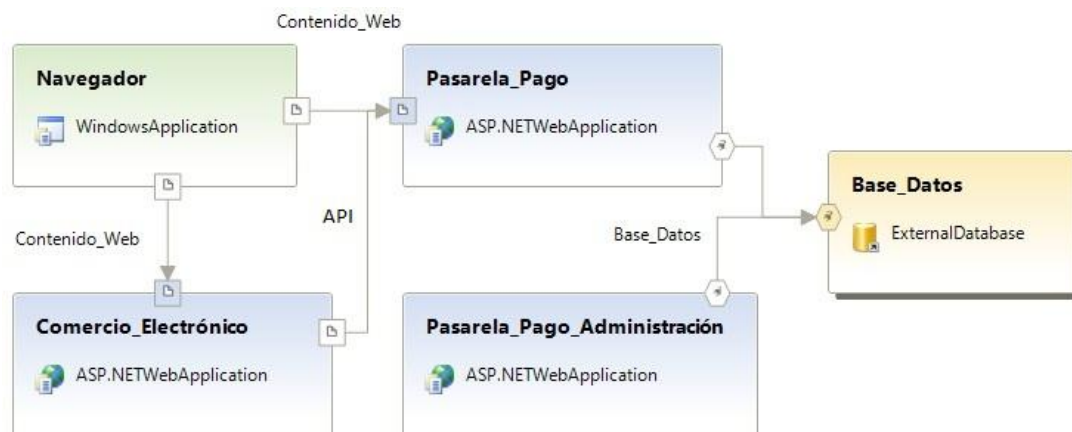 Contenido_Web
Navegador
WindowsApplication
Pasarela_Pago
ASP.NETWebApplication
Base_Datos
ExternalDatabase
API
Contenido_Web
Base_Datos
Comercio_Electrónico
ASP.NETWebApplication
Pasarela_Pago_Administración
ASP.NETWebApplication